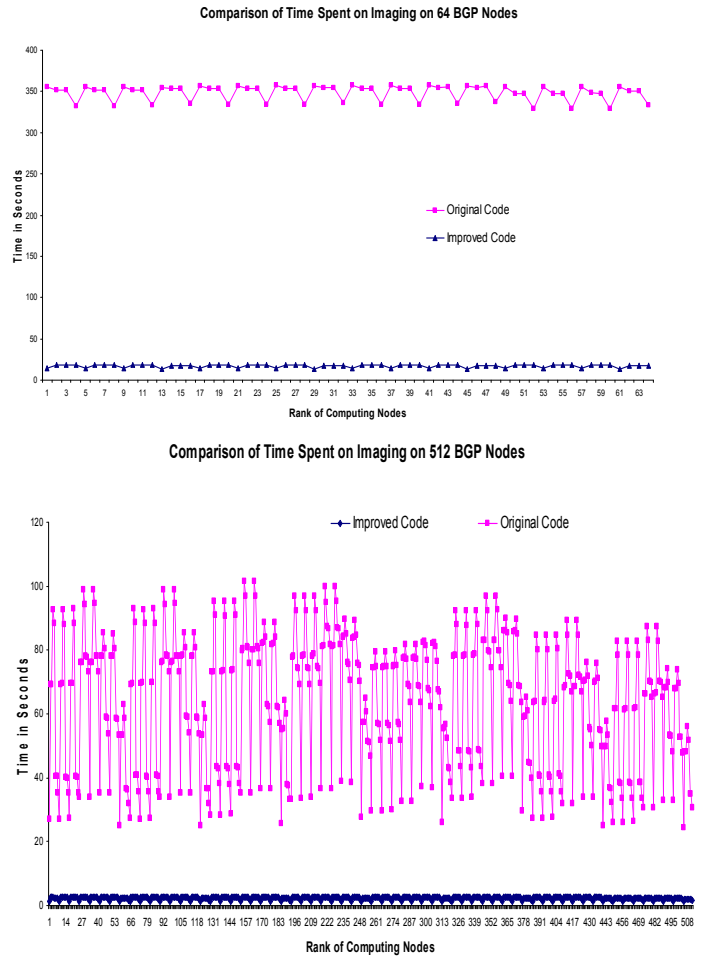 Comparison of Time Spent on Imaging on 64 BGP Nodes
400
350
300
250
200
150
100
50
0
Time in Seconds
Original Code
Improved Code
1 3 5 7 9 11 13 15 17 19 21 23 25 27 29 31 33 35 37 39 41 43 45 47 49 51 53 55 57 59 61 63
Rank of Computing Nodes
Comparison of Time Spent on Imaging on 512 BGP Nodes
Improved Code Original Code
120
100
80
60
40
20
0
Time in Seconds
1 14 27 40 53 66 79 92 105 118 131 144 157 170 183 196 209 222 235 248 261 274 287 300 313 326 339 352 365 378 391 404 417 430 443 456 469 482 495 508
Rank of Computing Nodes